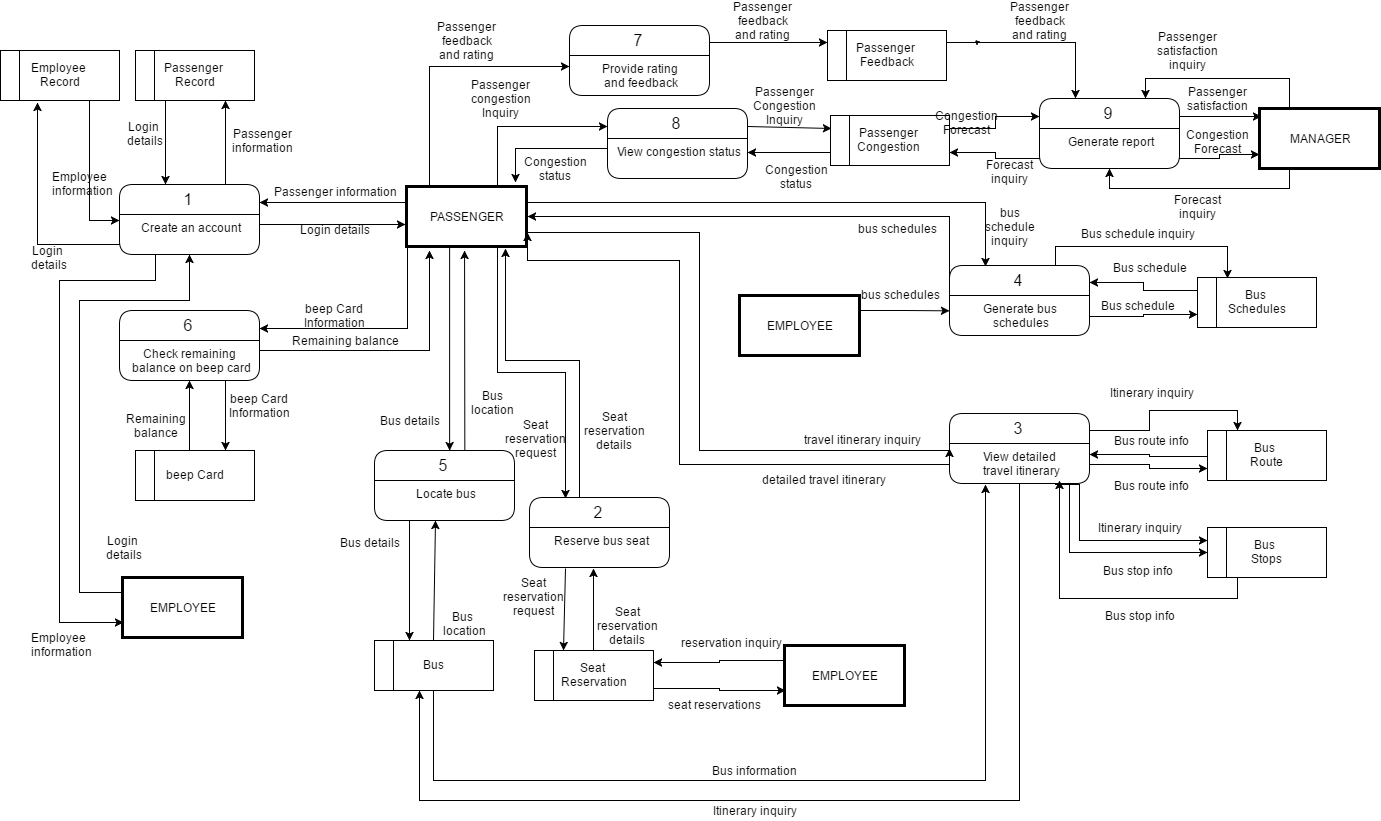 Passenger
feedback
and rating
7
Provide rating
and feedback
Passenger
feedback
and rating
Passenger
Feedback
Passenger
feedback
and rating
Passenger
satisfaction
inquiry
Employee
Record
Passenger
Record
Login
details
Passenger
information
Employee
information
Login
details
1
Create an account
Passenger information
Login details
PASSENGER
Passenger
congestion
Inquiry
8
View congestion status
Congestion
status
Passenger
Congestion
Inquiry
Passenger
Congestion
Congestion
status
Congestion
Forecast
Forecast
inquiry
9
Generate report
Passenger
satisfaction
Congestion
Forecast
MANAGER
Forecast
inquiry
bus
schedule
inquiry
bus schedules
Bus schedule inquiry
4
Generate bus
schedules
Bus schedule
Bus schedule
Bus
Schedules
EMPLOYEE
bus schedules
beep Card
Information
Remaining balance
6
Check remaining
balance on beep card
Remaining
balance
beep Card
Information
beep Card
Login
details
EMPLOYEE
Employee
information
Bus details
Bus
location
5
Locate bus
Bus details
Bus
location
Bus
Seat
reservation
request
Seat
reservation
details
2
Reserve bus seat
Seat
reservation
request
Seat
reservation
details
Seat
Reservation
reservation inquiry
seat reservations
EMPLOYEE
travel itinerary inquiry
detailed travel itinerary
3
View detailed
travel itinerary
Itinerary inquiry
Bus route info
Bus route info
Bus
Route
Itinerary inquiry
Bus stop info
Bus stop info
Bus
Stops
Bus information
Itinerary inquiry